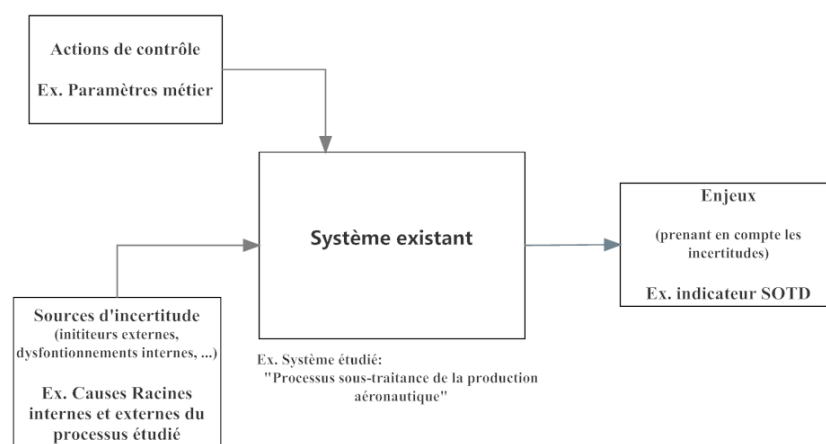 Actions de contrôle
Ex. Paramètres métier
Système existant
Enjeux
(prenant en compte les
incertitudes)
Ex. indicateur SOTD
Sources d'incertitude
(inititeurs externes,
dysfontionnements internes, ...)
Ex. Causes Racines
internes et externes du
processus étudié
Ex. Système étudié:
"Processus sous-traitance de la production
aéronautique"